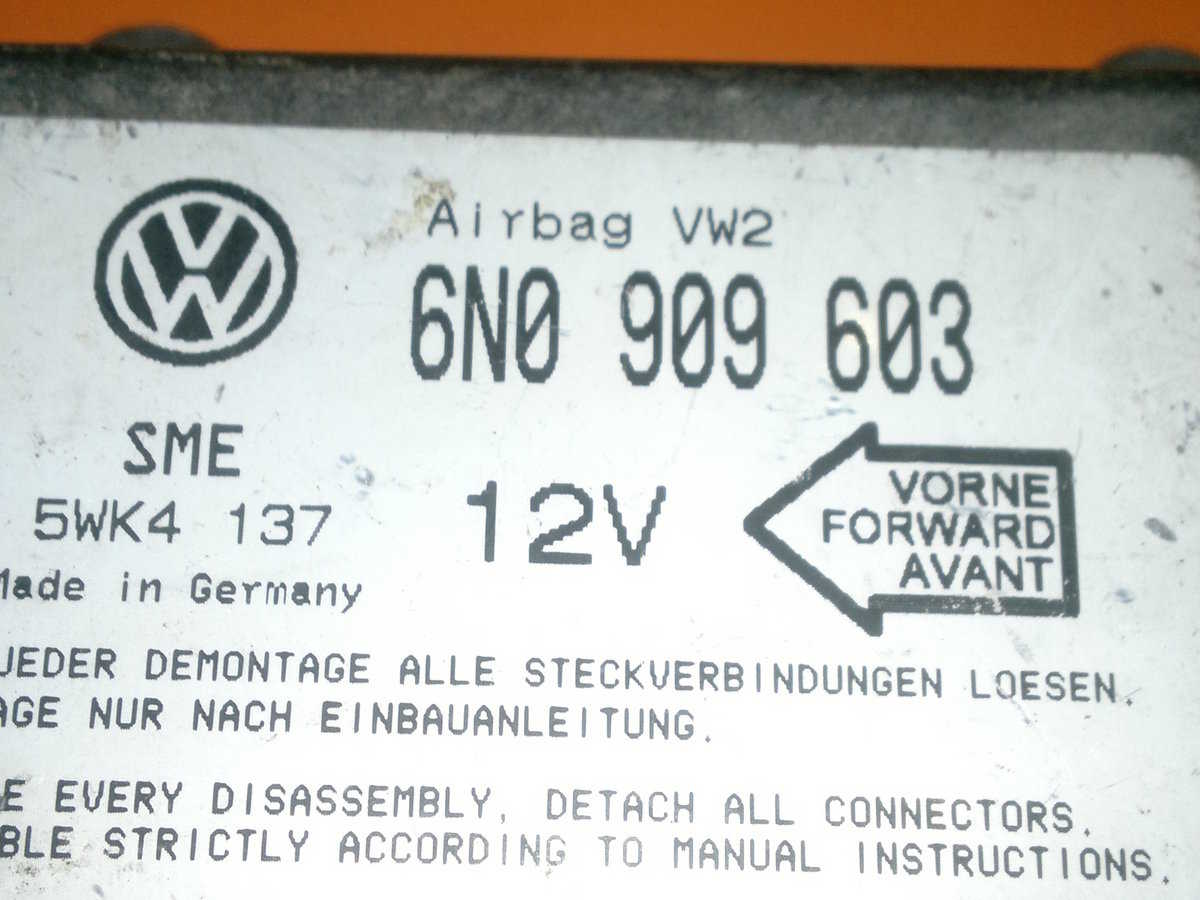 Airbag VW2
6N0 909 603
SME
5WK4 137
12V
VORNE
FORWARD
AVANT
Made in Germany
JEDER DEMONTAGE ALLE STECKVERBINDUNGEN LOESEN.
AGE NUR NACH EINBAUANLEITUNG.
E EVERY DISASSEMBLY, DETACH ALL CONNECTORS.
BLE STRICTLY ACCORDING TO MANUAL INSTRUCTIONS.